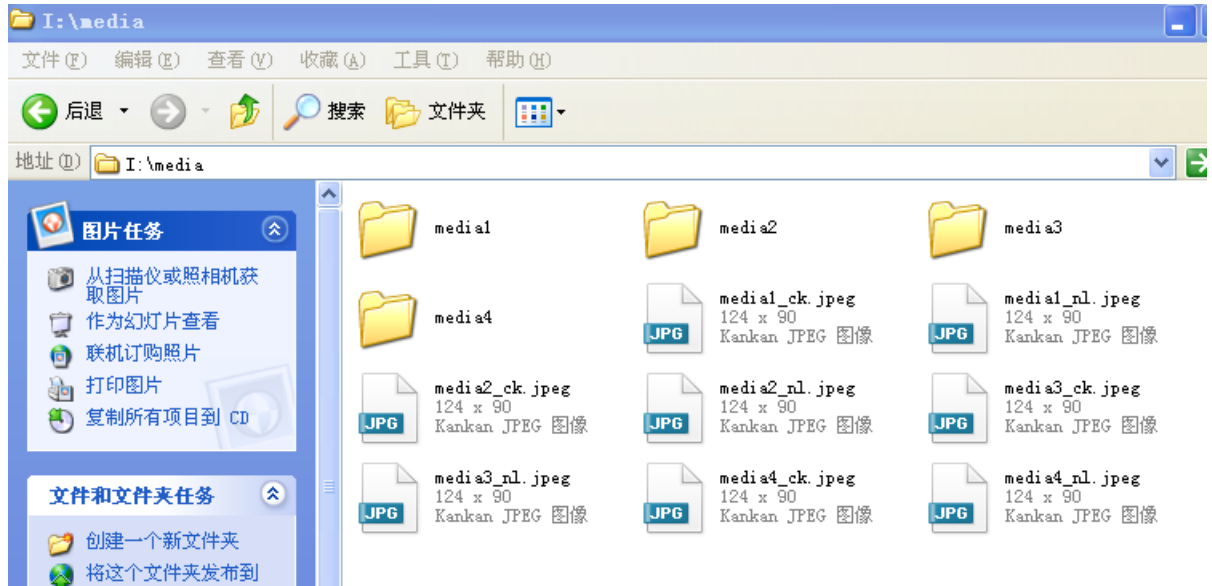 I:\media
文件(F) 编辑(E) 查看(V) 收藏(A) 工具(T) 帮助(H)
后退 搜索 文件夹
地址(D) I:\media
图片任务
从扫描仪或照相机获
取图片
作为幻灯片查看
联机订购照片
打印图片
复制所有项目到 CD
文件和文件夹任务
创建一个新文件夹
将这个文件夹发布到
media1
media2
media3
media4
JPG
media1_ck.jpeg
124 x 90
Kankan JPEG 图像
JPG
media1_nl.jpeg
124 x 90
Kankan JPEG 图像
JPG
media2_ck.jpeg
124 x 90
Kankan JPEG 图像
JPG
media2_nl.jpeg
124 x 90
Kankan JPEG 图像
JPG
media3_ck.jpeg
124 x 90
Kankan JPEG 图像
JPG
media3_nl.jpeg
124 x 90
Kankan JPEG 图像
JPG
media4_ck.jpeg
124 x 90
Kankan JPEG 图像
JPG
media4_nl.jpeg
124 x 90
Kankan JPEG 图像